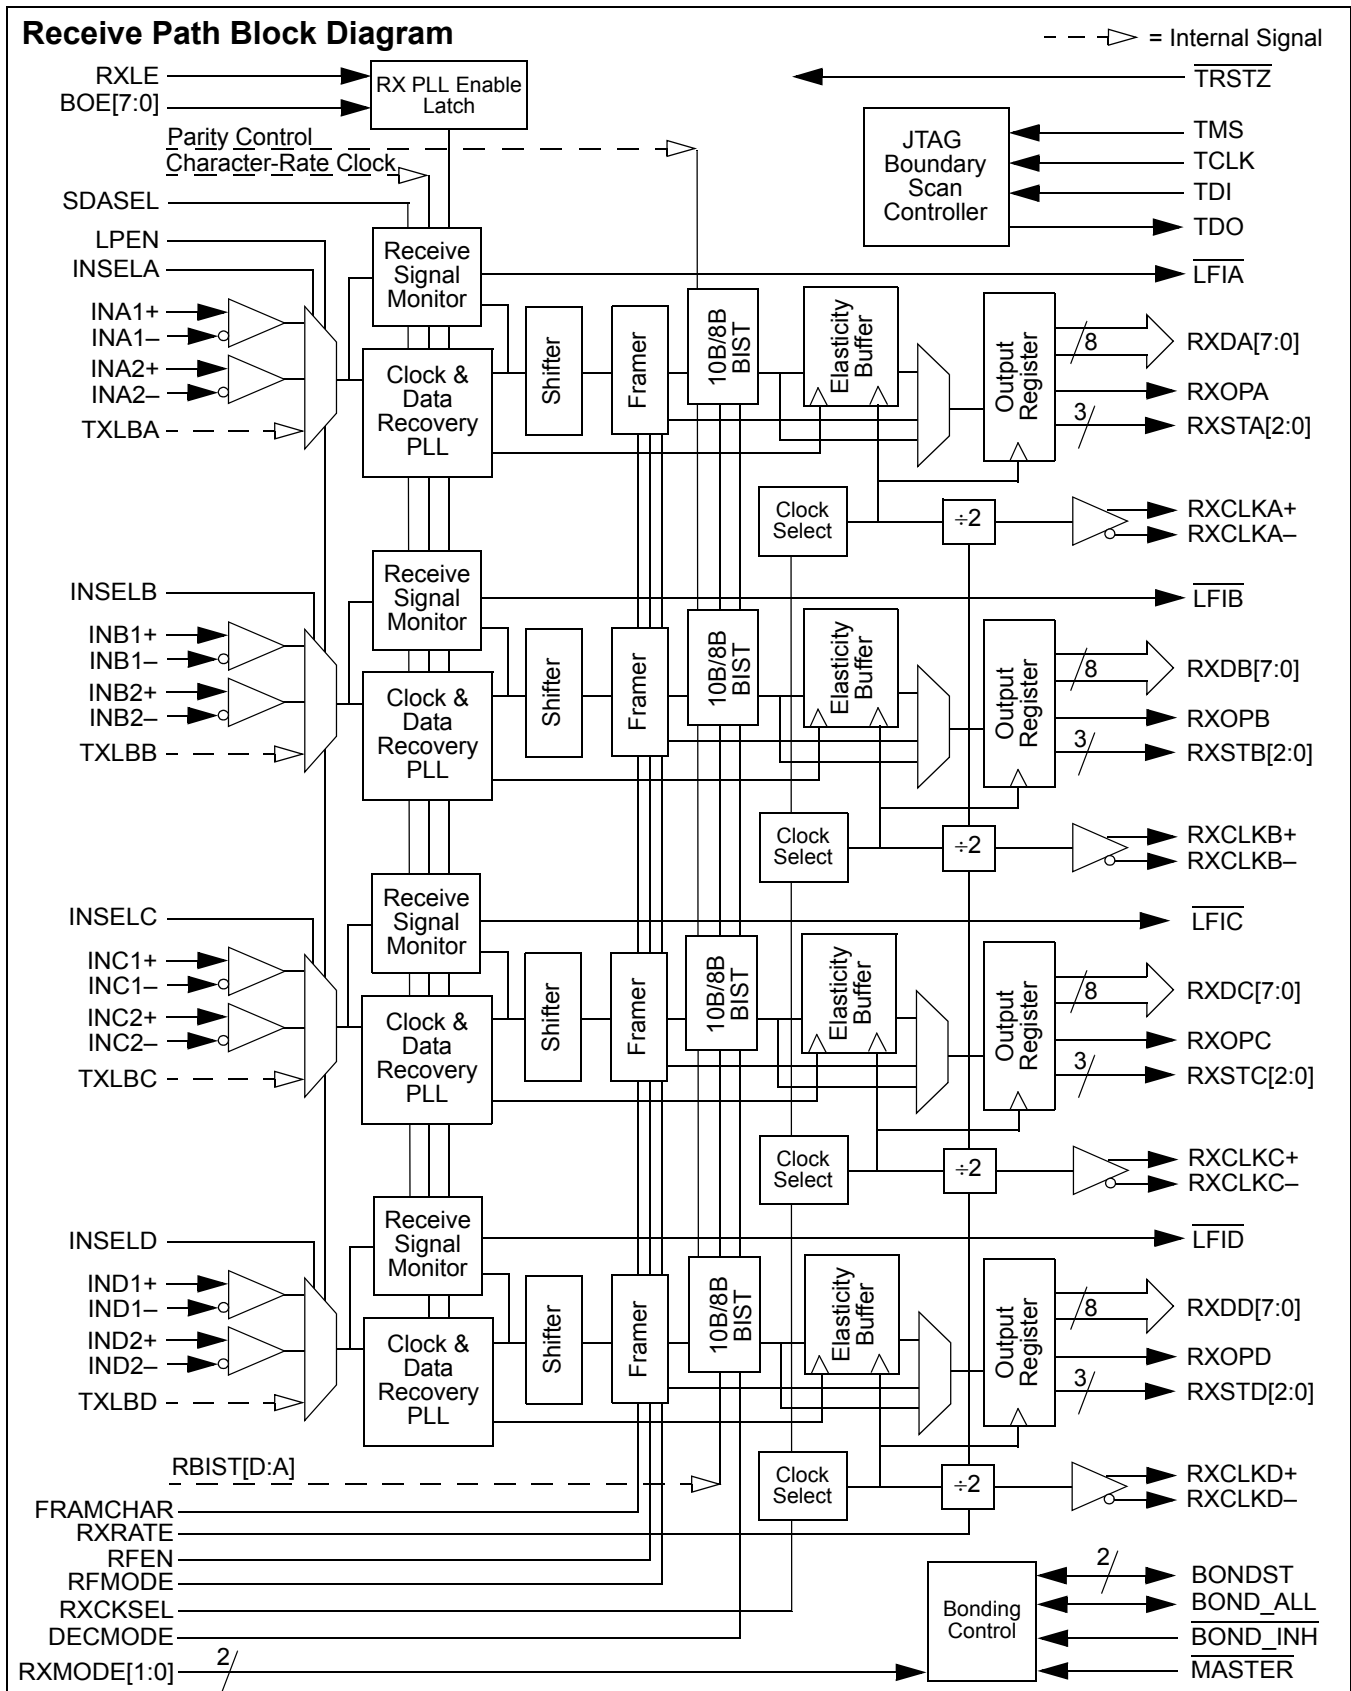 Receive Path Block Diagram
= Internal Signal
RXLE
BOE[7:0]
RX PLL Enable
Latch
TRSTZ
Parity Control
Character-Rate Clock
JTAG
Boundary
Scan
Controller
TMS
TCLK
TDI
TDO
SDASEL
LPEN
INSELA
INA1+
INA1–
INA2+
INA2–
TXLBA
Receive
Signal
Monitor
Clock &
Data
Recovery
PLL
Shifter
Framer
10B/8B
BIST
Elasticity
Buffer
Output
Register
LFIA
8
RXDA[7:0]
RXOPA
3
RXSTA[2:0]
Clock
Select
÷2
RXCLKA+
RXCLKA–
INSELB
INB1+
INB1–
INB2+
INB2–
TXLBB
Receive
Signal
Monitor
Clock &
Data
Recovery
PLL
Shifter
Framer
10B/8B
BIST
Elasticity
Buffer
Output
Register
LFIB
8
RXDB[7:0]
RXOPB
3
RXSTB[2:0]
Clock
Select
÷2
RXCLKB+
RXCLKB–
INSELC
INC1+
INC1–
INC2+
INC2–
TXLBC
Receive
Signal
Monitor
Clock &
Data
Recovery
PLL
Shifter
Framer
10B/8B
BIST
Elasticity
Buffer
Output
Register
LFIC
8
RXDC[7:0]
RXOPC
3
RXSTC[2:0]
Clock
Select
÷2
RXCLKC+
RXCLKC–
INSELD
IND1+
IND1–
IND2+
IND2–
TXLBD
Receive
Signal
Monitor
Clock &
Data
Recovery
PLL
Shifter
Framer
10B/8B
BIST
Elasticity
Buffer
Output
Register
LFID
8
RXDD[7:0]
RXOPD
3
RXSTD[2:0]
Clock
Select
÷2
RXCLKD+
RXCLKD–
RBIST[D:A]
FRAMCHAR
RXRATE
RFEN
RFMODE
RXCKSEL
DECMODE
RXMODE[1:0]
2
Bonding
Control
2
BONDST
BOND_ALL
BOND_INH
MASTER